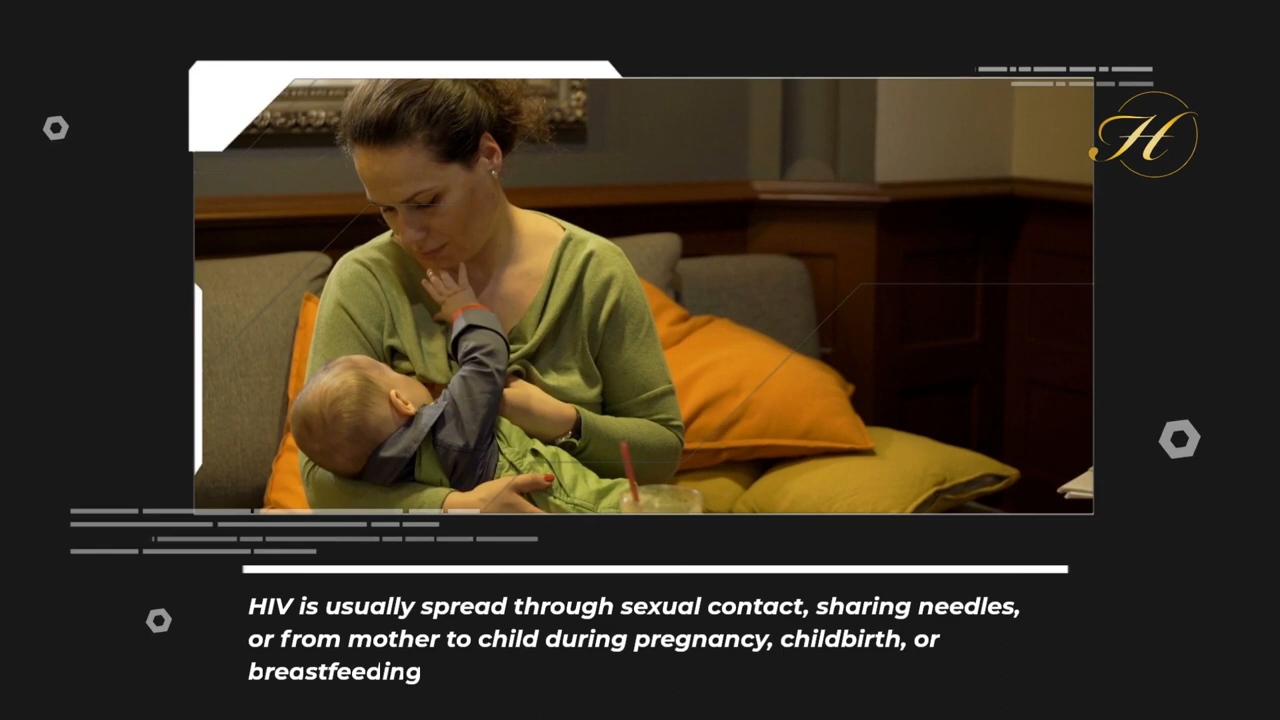 H
HIV is usually spread through sexual contact, sharing needles,
or from mother to child during pregnancy, childbirth, or
breastfeeding